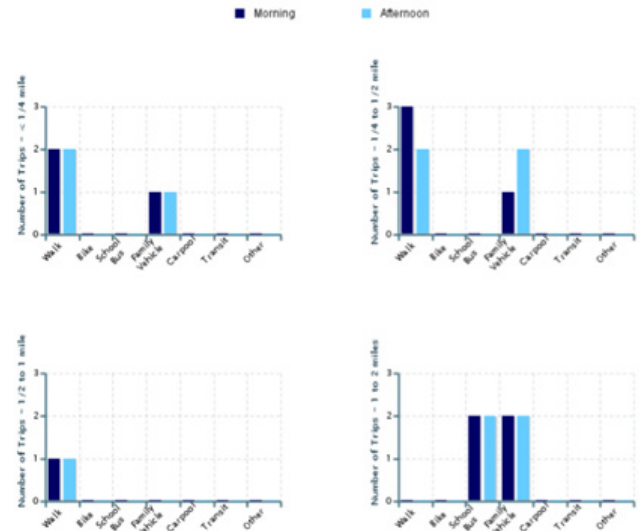 Morning Afternoon
Number of Trips - < 1/4 mile
3
2
1
0
Walk
Bike
School Bus
Family Vehicle
Carpool
Transit
Other
Number of Trips - 1/4 to 1/2 mile
3
2
1
0
Walk
Bike
School Bus
Family Vehicle
Carpool
Transit
Other
Number of Trips - 1/2 to 1 mile
3
2
1
0
Walk
Bike
School Bus
Family Vehicle
Carpool
Transit
Other
Number of Trips - 1 to 2 miles
3
2
1
0
Walk
Bike
School Bus
Family Vehicle
Carpool
Transit
Other